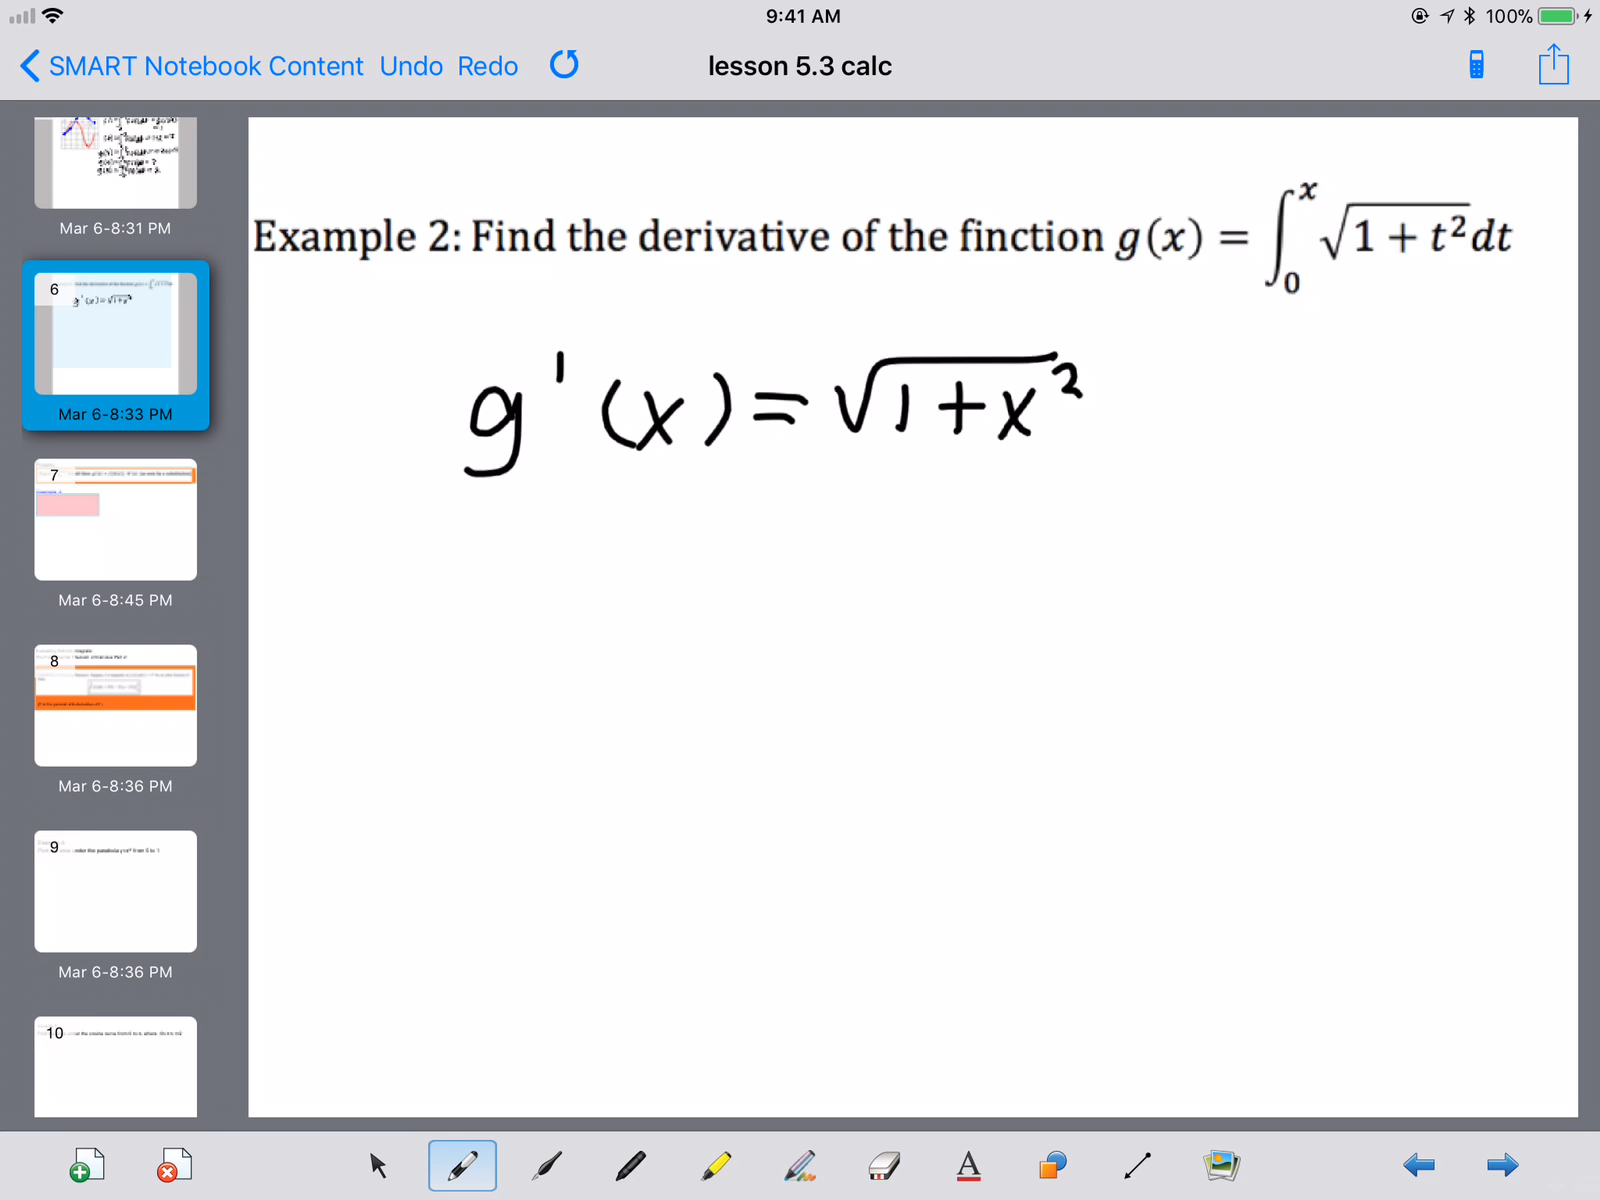 9:41 AM
100%
SMART Notebook Content Undo Redo
lesson 5.3 calc
Mar 6-8:31 PM
6
Mar 6-8:33 PM
7
Mar 6-8:45 PM
8
Mar 6-8:36 PM
9
Mar 6-8:36 PM
10
Example 2: Find the derivative of the finction g(x) = ∫₀ˣ √(1 + t²) dt
g'(x) = √(1+x²)
A